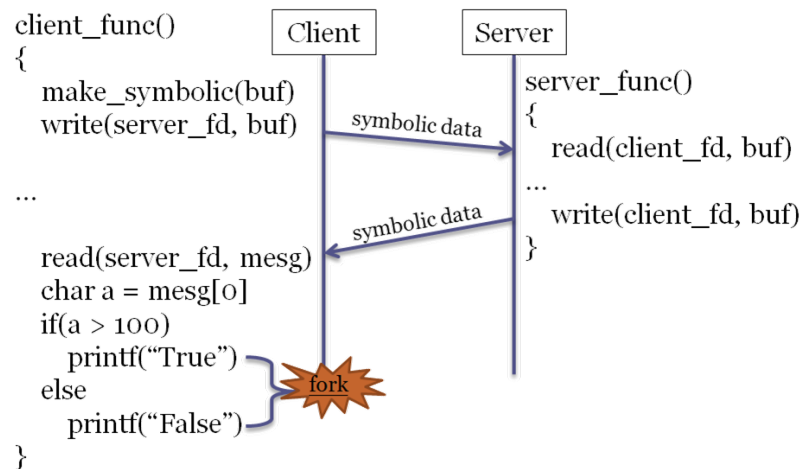 client_func()
{
make_symbolic(buf)
write(server_fd, buf)
...
read(server_fd, mesg)
char a = mesg[0]
if(a > 100)
printf(“True”)
else
printf(“False”)
}
Client
Server
symbolic data
symbolic data
fork
server_func()
{
read(client_fd, buf)
...
write(client_fd, buf)
}